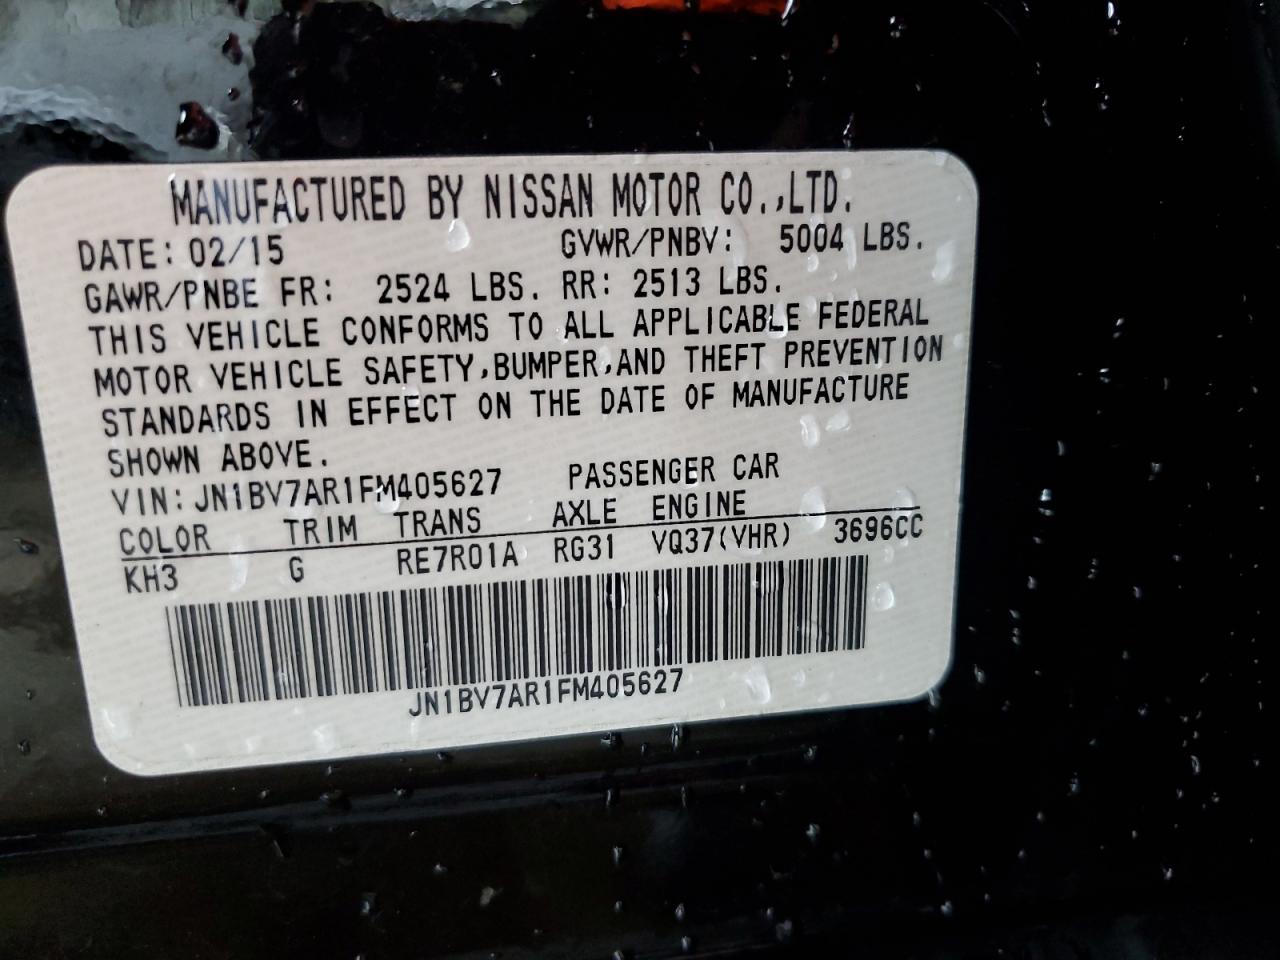 MANUFACTURED BY NISSAN MOTOR CO.,LTD.
DATE: 02/15 GVWR/PNBV: 5004 LBS.
GAWR/PNBE FR: 2524 LBS. RR: 2513 LBS.
THIS VEHICLE CONFORMS TO ALL APPLICABLE FEDERAL
MOTOR VEHICLE SAFETY,BUMPER,AND THEFT PREVENTION
STANDARDS IN EFFECT ON THE DATE OF MANUFACTURE
SHOWN ABOVE.
VIN: JN1BV7AR1FM405627 PASSENGER CAR
COLOR TRIM TRANS AXLE ENGINE
KH3 G RE7R01A RG31 VQ37(VHR) 3696CC
JN1BV7AR1FM405627